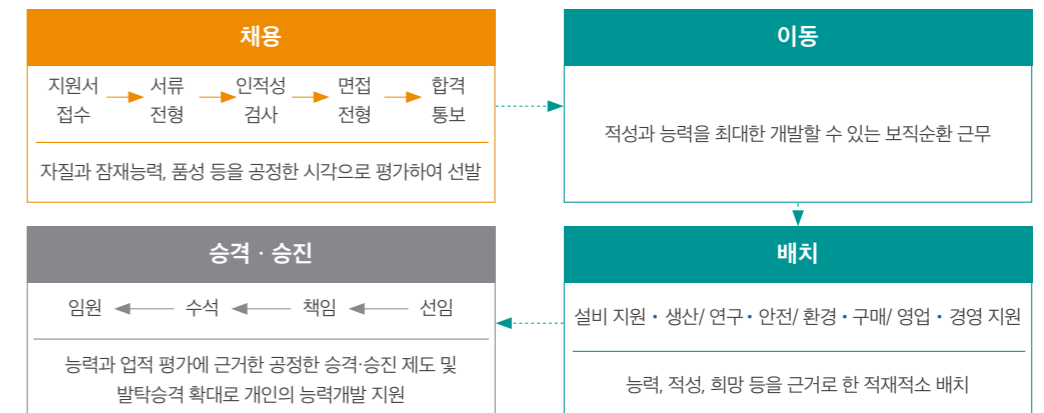 채용
지원서 접수
서류 전형
인적성 검사
면접 전형
합격 통보
자질과 잠재능력, 품성 등을 공정한 시각으로 평가하여 선발
이동
적성과 능력을 최대한 개발할 수 있는 보직순환 근무
배치
설비 지원 • 생산/ 연구 • 안전/ 환경 • 구매/ 영업 • 경영 지원
능력, 적성, 희망 등을 근거로 한 적재적소 배치
승격 · 승진
임원 수석 책임 선임
능력과 업적 평가에 근거한 공정한 승격·승진 제도 및
발탁승격 확대로 개인의 능력개발 지원